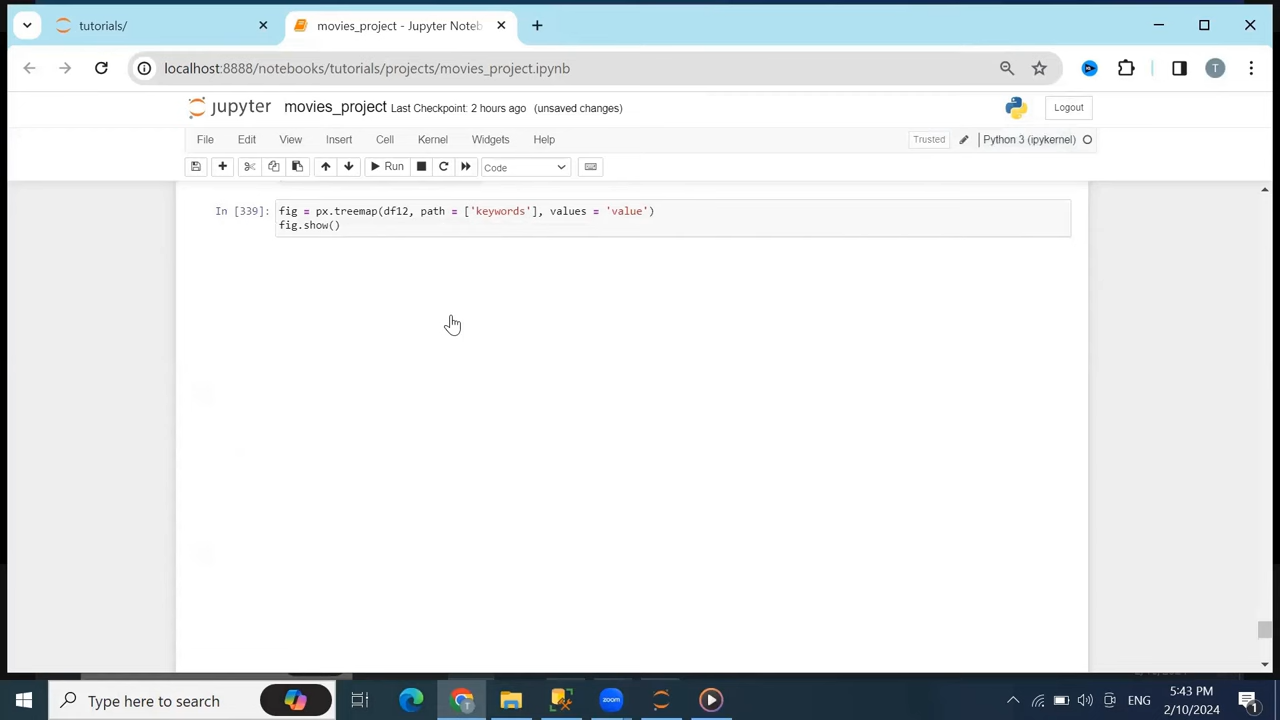 tutorials/
movies_project - Jupyter Noteb
localhost:8888/notebooks/tutorials/projects/movies_project.ipynb
T
jupyter movies_project Last Checkpoint: 2 hours ago (unsaved changes)
Logout
File Edit View Insert Cell Kernel Widgets Help
Trusted
Python 3 (ipykernel)
Run
Code
In [339]: fig = px.treemap(df12, path = ['keywords'], values = 'value')
fig.show()
Type here to search
T
zoom
ENG
5:43 PM
2/10/2024
1